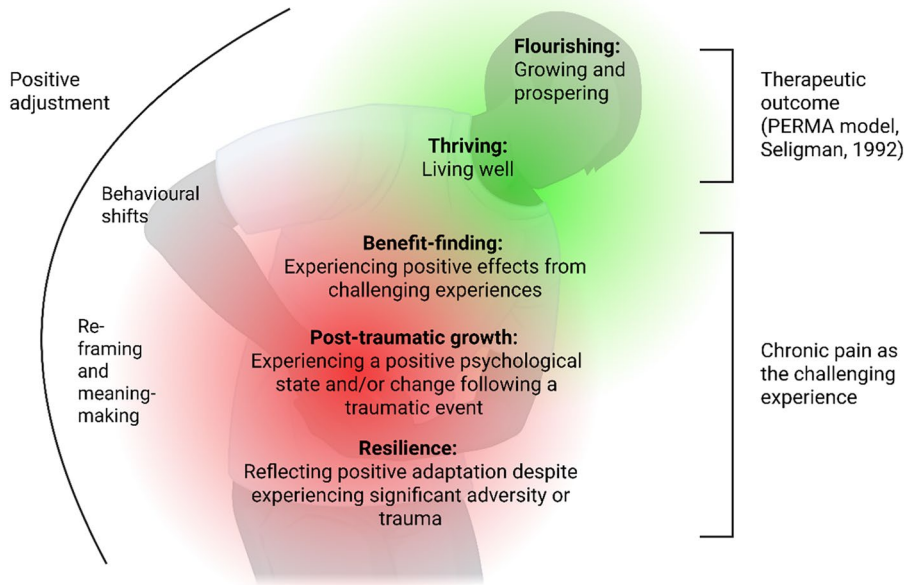 Positive
adjustment
Behavioural
shifts
Re-
framing
and
meaning-
making
Flourishing:
Growing and
prospering
Thriving:
Living well
Benefit-finding:
Experiencing positive effects from
challenging experiences
Post-traumatic growth:
Experiencing a positive psychological
state and/or change following a
traumatic event
Resilience:
Reflecting positive adaptation despite
experiencing significant adversity or
trauma
Therapeutic
outcome
(PERMA model,
Seligman, 1992)
Chronic pain as
the challenging
experience